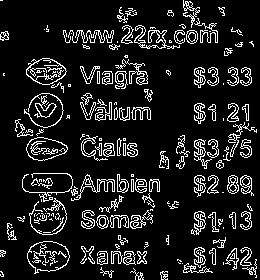 www.22rx.com
Viagra $3.33
Valium $1.21
Cialis $3.75
Ambien $2.89
Soma $1.13
Xanax $1.42